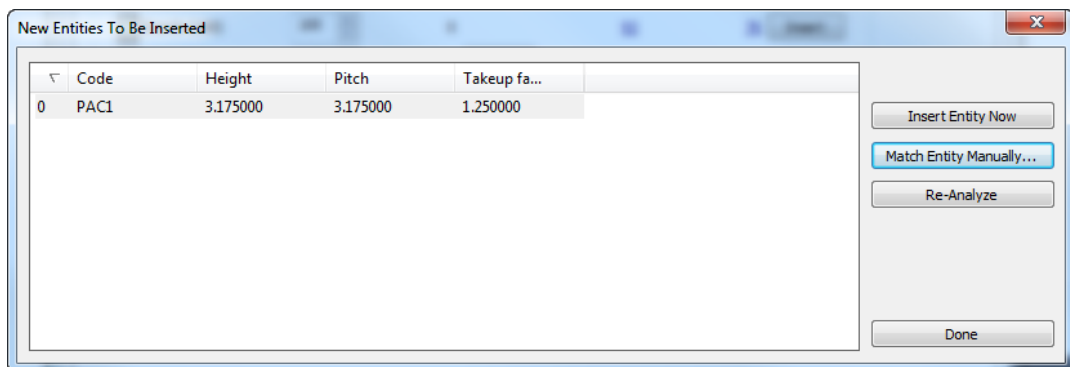 New Entities To Be Inserted
Code Height Pitch Takeup fa...
0 PAC1 3.175000 3.175000 1.250000
Insert Entity Now
Match Entity Manually...
Re-Analyze
Done